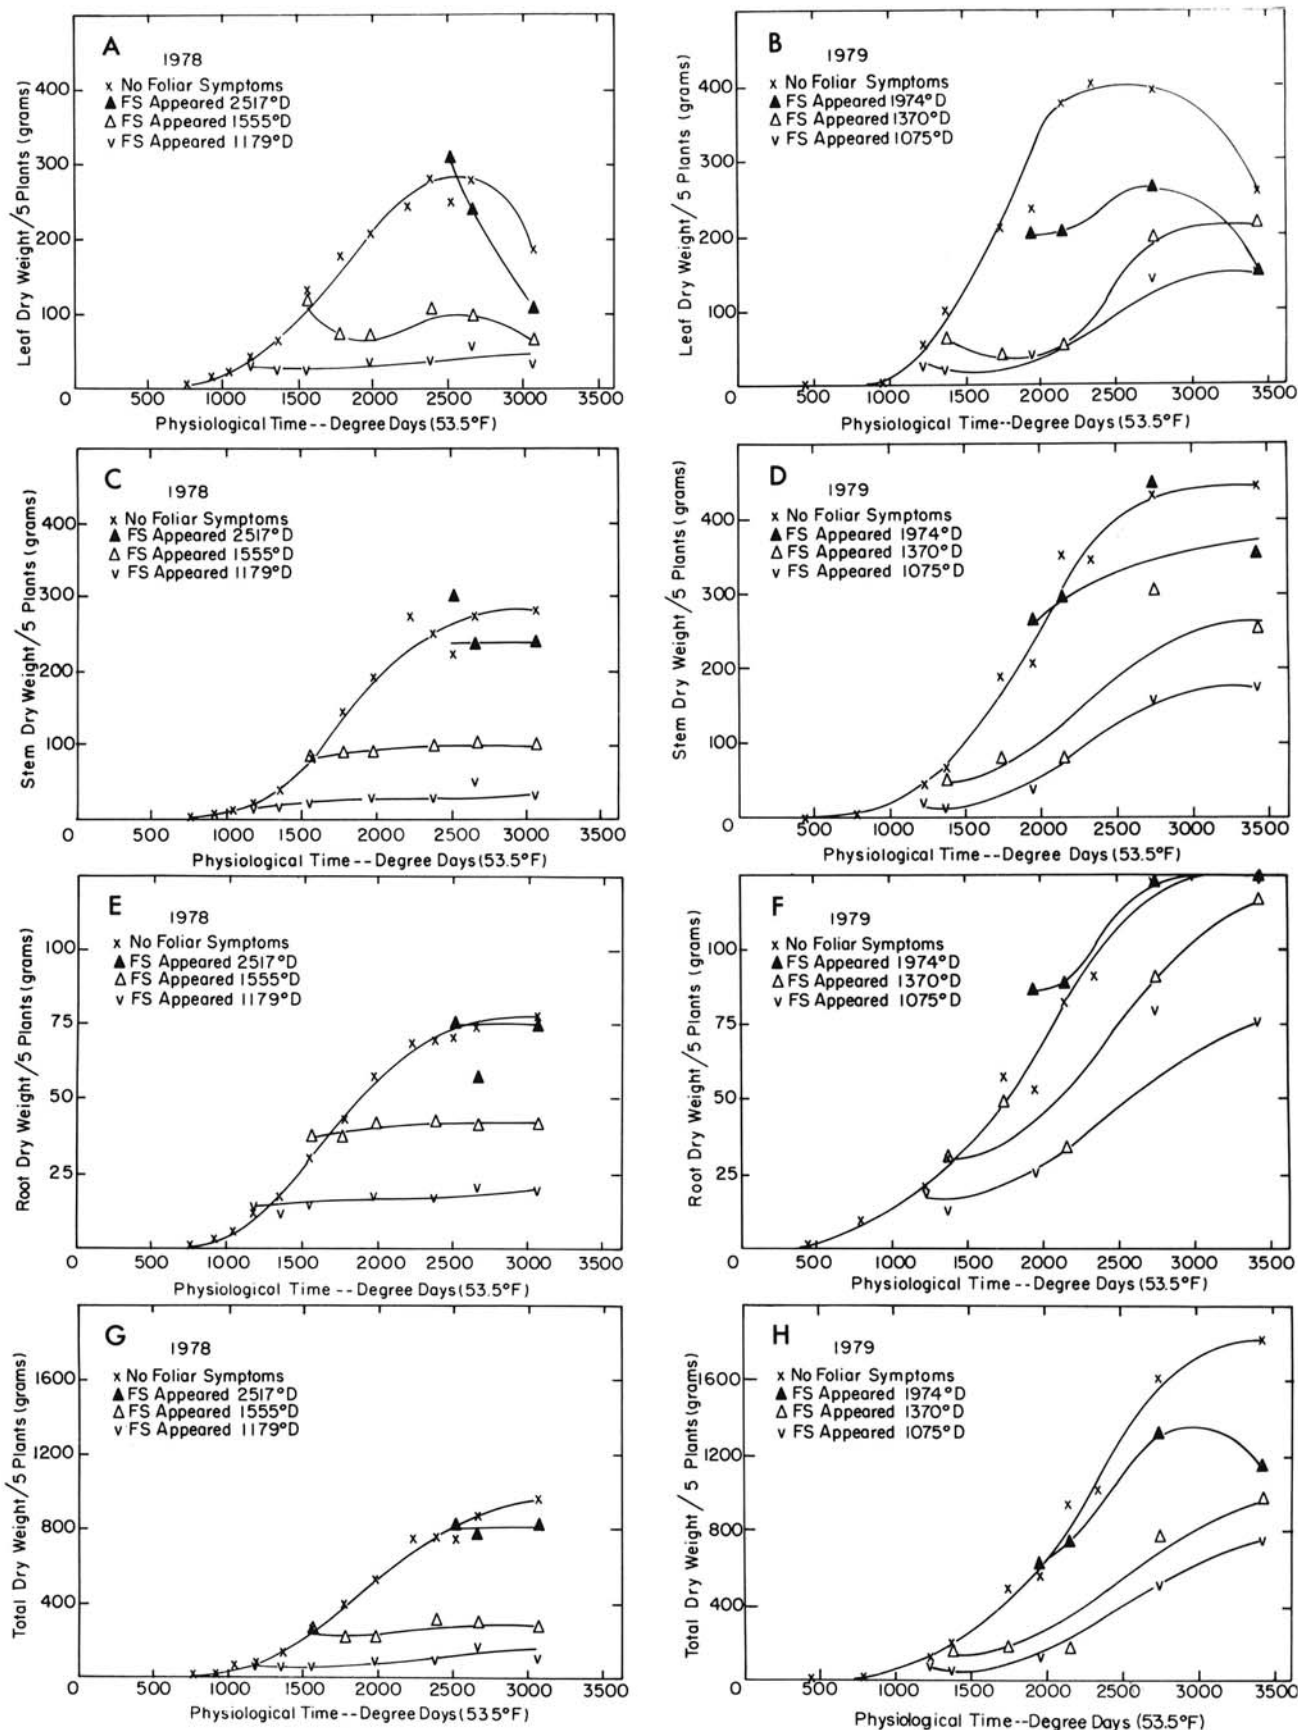 A
1978
x No Foliar Symptoms
▲ FS Appeared 2517°D
△ FS Appeared 1555°D
v FS Appeared 1179°D
Leaf Dry Weight/5 Plants (grams)
400
300
200
100
0 500 1000 1500 2000 2500 3000 3500
Physiological Time--Degree Days (53.5°F)
B
1979
x No Foliar Symptoms
▲ FS Appeared 1974°D
△ FS Appeared 1370°D
v FS Appeared 1075°D
Leaf Dry Weight/5 Plants (grams)
400
300
200
100
0 500 1000 1500 2000 2500 3000 3500
Physiological Time--Degree Days (53.5°F)
C
1978
x No Foliar Symptoms
▲ FS Appeared 2517°D
△ FS Appeared 1555°D
v FS Appeared 1179°D
Stem Dry Weight/5 Plants (grams)
400
300
200
100
0 500 1000 1500 2000 2500 3000 3500
Physiological Time--Degree Days (53.5°F)
D
1979
x No Foliar Symptoms
▲ FS Appeared 1974°D
△ FS Appeared 1370°D
v FS Appeared 1075°D
Stem Dry Weight/5 Plants (grams)
400
300
200
100
0 500 1000 1500 2000 2500 3000 3500
Physiological Time--Degree Days (53.5°F)
E
1978
x No Foliar Symptoms
▲ FS Appeared 2517°D
△ FS Appeared 1555°D
v FS Appeared 1179°D
Root Dry Weight/5 Plants (grams)
100
75
50
25
0 500 1000 1500 2000 2500 3000 3500
Physiological Time--Degree Days (53.5°F)
F
1979
x No Foliar Symptoms
▲ FS Appeared 1974°D
△ FS Appeared 1370°D
v FS Appeared 1075°D
Root Dry Weight/5 Plants (grams)
100
75
50
25
0 500 1000 1500 2000 2500 3000 3500
Physiological Time--Degree Days (53.5°F)
G
1978
x No Foliar Symptoms
▲ FS Appeared 2517°D
△ FS Appeared 1555°D
v FS Appeared 1179°D
Total Dry Weight/5 Plants (grams)
1600
1200
800
400
0 500 1000 1500 2000 2500 3000 3500
Physiological Time--Degree Days (53.5°F)
H
1979
x No Foliar Symptoms
▲ FS Appeared 1974°D
△ FS Appeared 1370°D
v FS Appeared 1075°D
Total Dry Weight/5 Plants (grams)
1600
1200
800
400
0 500 1000 1500 2000 2500 3000 3500
Physiological Time--Degree Days (53.5°F)